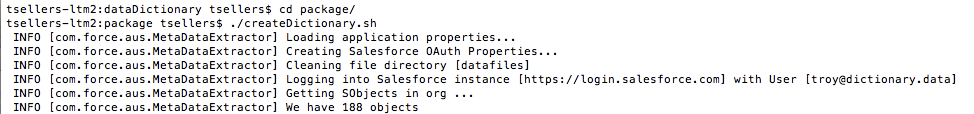 tsellers-ltm2:dataDictionary tsellers$ cd package/
tsellers-ltm2:package tsellers$ ./createDictionary.sh
INFO [com.force.aus.MetaDataExtractor] Loading application properties...
INFO [com.force.aus.MetaDataExtractor] Creating Salesforce OAuth Properties...
INFO [com.force.aus.MetaDataExtractor] Cleaning file directory [datafiles]
INFO [com.force.aus.MetaDataExtractor] Logging into Salesforce instance [https://login.salesforce.com] with User [troy@dictionary.data]
INFO [com.force.aus.MetaDataExtractor] Getting SObjects in org ...
INFO [com.force.aus.MetaDataExtractor] We have 188 objects